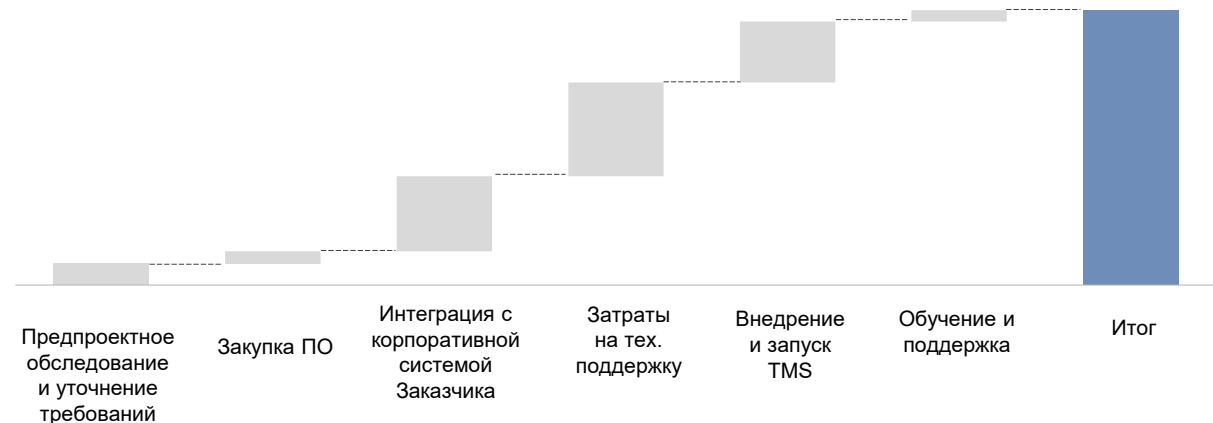 Предпроектное
обследование
и уточнение
требований
Закупка ПО
Интеграция с
корпоративной
системой
Заказчика
Затраты
на тех.
поддержку
Внедрение
и запуск
TMS
Обучение и
поддержка
Итог